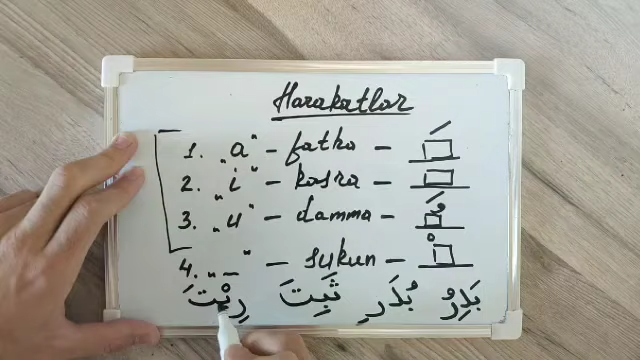 Harakatlar
1. „a" – fatha –
2. „i" – kasra –
3. „u" – damma –
4. „–" – sukun –
بَدِرُ بُدَرِ ثَبِتَ رِبْتَ